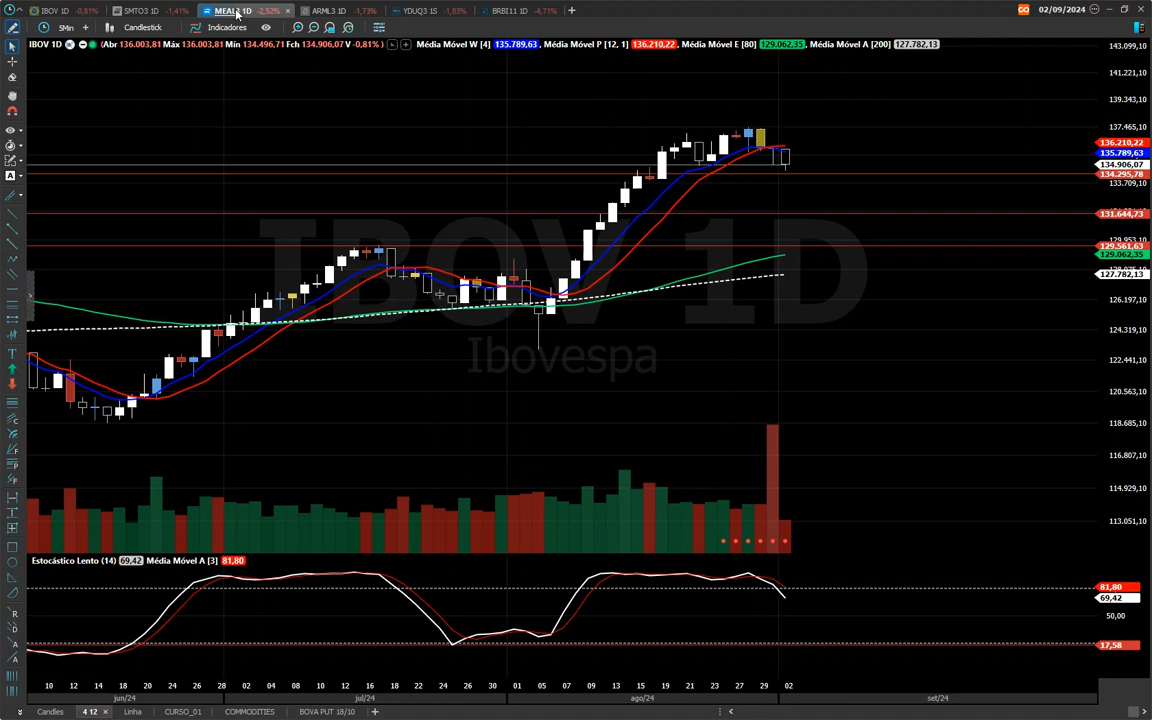 IBOV 1D -0,81% SMTO3 1D -1,41% MEAL3 1D -2,52% × ARML3 1D -1,73% YDUQ3 1S -1,83% BRBI11 1D -4,71% + 02/09/2024
5Min + Candlestick Indicadores
IBOV 1D (Abr 136.003,81 Máx 136.003,81 Min 134.496,71 Fch 134.906,07 V -0,81% ) Média Móvel W [4] 135.789,63, Média Móvel P [12, 1] 136.210,22, Média Móvel E [80] 129.062,35, Média Móvel A [200] 127.782,13
143.099,10
141.221,10
139.343,10
137.465,10
136.210,22
135.789,63
134.906,07
134.295,78
133.709,10
131.644,73
129.953,10
129.561,63
129.062,35
127.782,13
126.197,10
124.319,10
122.441,10
120.563,10
118.685,10
116.807,10
114.929,10
113.051,10
IBOV 1D
Ibovespa
Estocástico Lento (14) 69,42 Média Móvel A [3] 81,80
81,80
69,42
50,00
17,58
10 12 14 18 20 24 26 28 02 04 08 10 12 16 18 22 24 26 30 01 05 07 09 13 15 19 21 23 27 29 02
jun/24 jul/24 ago/24 set/24
Candles 4 12 × Linha CURSO_01 COMMODITIES BOVA PUT 18/10 +